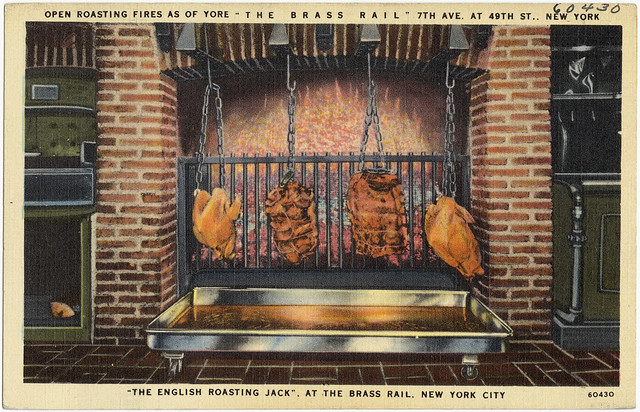 60430
OPEN ROASTING FIRES AS OF YORE - "THE BRASS RAIL" 7TH AVE. AT 49TH ST., NEW YORK
"THE ENGLISH ROASTING JACK", AT THE BRASS RAIL, NEW YORK CITY
60430